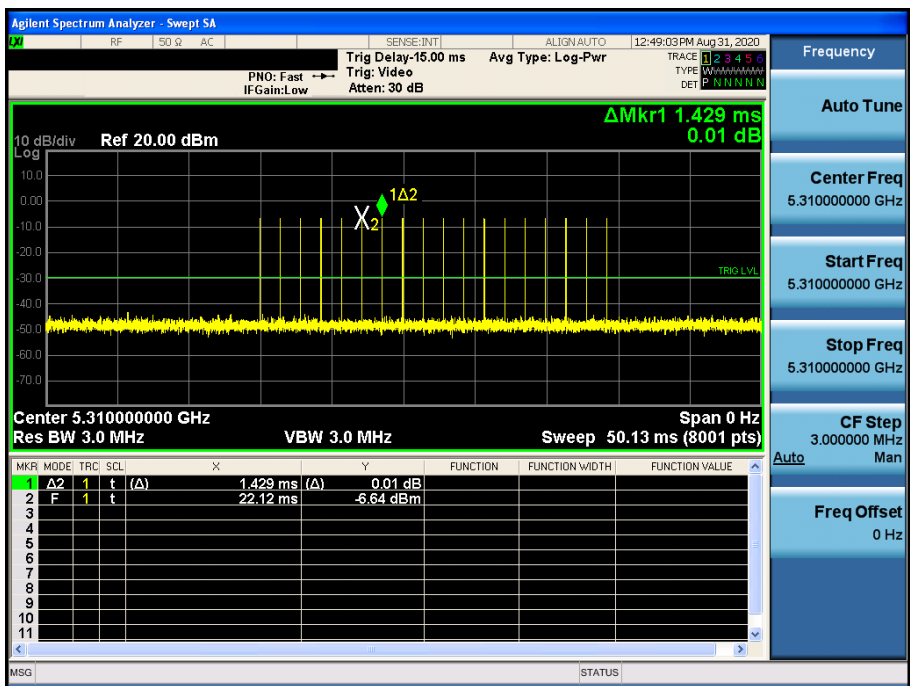 Agilent Spectrum Analyzer - Swept SA
LXI RF 50 Ω AC SENSE:INT ALIGN AUTO 12:49:03 PM Aug 31, 2020
Trig Delay-15.00 ms Avg Type: Log-Pwr TRACE 1 2 3 4 5 6
PNO: Fast Trig: Video TYPE WWWWWW
IFGain:Low Atten: 30 dB DET P N N N N N
ΔMkr1 1.429 ms
0.01 dB
10 dB/div Ref 20.00 dBm
Log
10.0
0.00
-10.0
-20.0
-30.0
-40.0
-50.0
-60.0
-70.0
1Δ2
X2
TRIG LVL
Center 5.310000000 GHz Span 0 Hz
Res BW 3.0 MHz VBW 3.0 MHz Sweep 50.13 ms (8001 pts)
MKR MODE TRC SCL X Y FUNCTION FUNCTION WIDTH FUNCTION VALUE
1 Δ2 1 t (Δ) 1.429 ms (Δ) 0.01 dB
2 F 1 t 22.12 ms -6.64 dBm
3
4
5
6
7
8
9
10
11
MSG STATUS
Frequency
Auto Tune
Center Freq
5.310000000 GHz
Start Freq
5.310000000 GHz
Stop Freq
5.310000000 GHz
CF Step
3.000000 MHz
Auto Man
Freq Offset
0 Hz